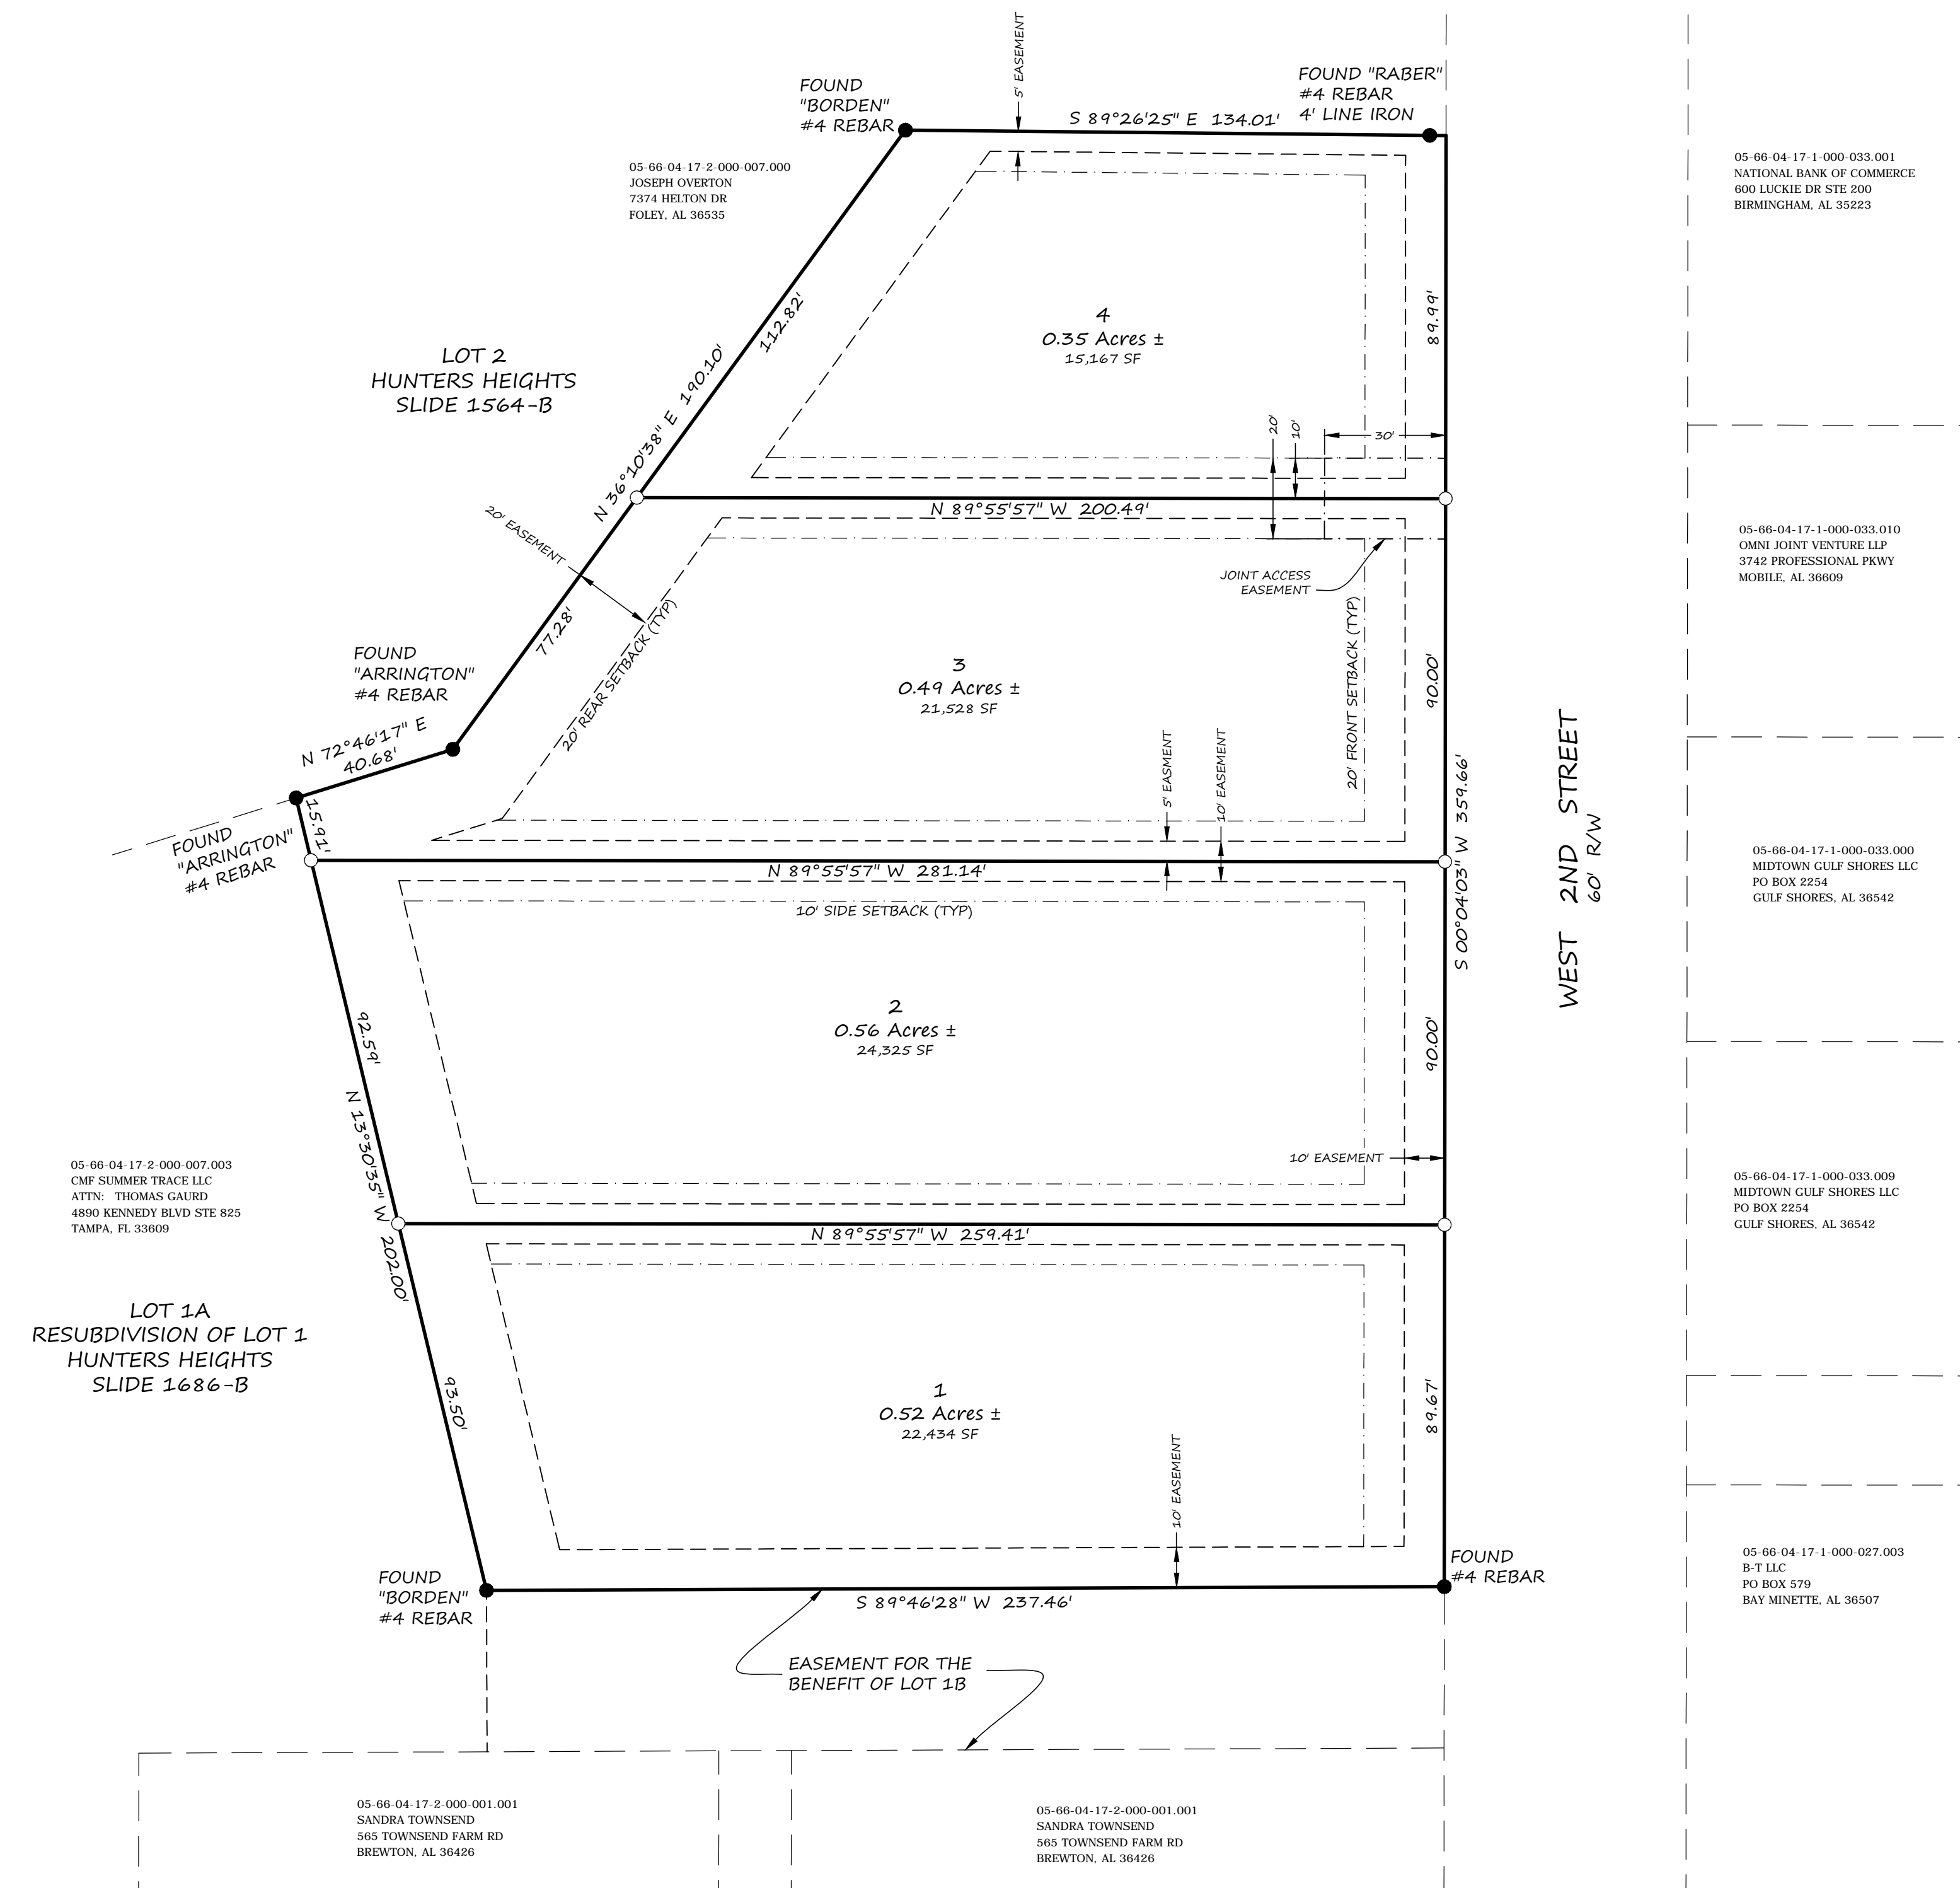 5' EASEMENT
FOUND
"BORDEN"
#4 REBAR
S 89°26'25" E 134.01'
FOUND "RABER"
#4 REBAR
4' LINE IRON
05-66-04-17-2-000-007.000
JOSEPH OVERTON
7374 HELTON DR
FOLEY, AL 36535
05-66-04-17-1-000-033.001
NATIONAL BANK OF COMMERCE
600 LUCKIE DR STE 200
BIRMINGHAM, AL 35223
LOT 2
HUNTERS HEIGHTS
SLIDE 1564-B
N 36°10'38" E 190.10'
112.82'
4
0.35 Acres ±
15,167 SF
89.99'
20'
10'
30'
N 89°55'57" W 200.49'
20' EASEMENT
77.28'
20' REAR SETBACK (TYP)
JOINT ACCESS
EASEMENT
20' FRONT SETBACK (TYP)
05-66-04-17-1-000-033.010
OMNI JOINT VENTURE LLP
3742 PROFESSIONAL PKWY
MOBILE, AL 36609
FOUND
"ARRINGTON"
#4 REBAR
N 72°46'17" E
40.68'
3
0.49 Acres ±
21,528 SF
90.00'
5' EASMENT
10' EASEMENT
15.91'
FOUND
"ARRINGTON"
#4 REBAR
N 89°55'57" W 281.14'
S 00°04'03" W 359.66'
WEST 2ND STREET
60' R/W
05-66-04-17-1-000-033.000
MIDTOWN GULF SHORES LLC
PO BOX 2254
GULF SHORES, AL 36542
10' SIDE SETBACK (TYP)
92.59'
2
0.56 Acres ±
24,325 SF
90.00'
N 13°30'35" W 202.00'
10' EASEMENT
05-66-04-17-2-000-007.003
CMF SUMMER TRACE LLC
ATTN: THOMAS GAURD
4890 KENNEDY BLVD STE 825
TAMPA, FL 33609
05-66-04-17-1-000-033.009
MIDTOWN GULF SHORES LLC
PO BOX 2254
GULF SHORES, AL 36542
N 89°55'57" W 259.41'
LOT 1A
RESUBDIVISION OF LOT 1
HUNTERS HEIGHTS
SLIDE 1686-B
93.50'
1
0.52 Acres ±
22,434 SF
89.67'
10' EASEMENT
FOUND
"BORDEN"
#4 REBAR
S 89°46'28" W 237.46'
FOUND
#4 REBAR
05-66-04-17-1-000-027.003
B-T LLC
PO BOX 579
BAY MINETTE, AL 36507
EASEMENT FOR THE
BENEFIT OF LOT 1B
05-66-04-17-2-000-001.001
SANDRA TOWNSEND
565 TOWNSEND FARM RD
BREWTON, AL 36426
05-66-04-17-2-000-001.001
SANDRA TOWNSEND
565 TOWNSEND FARM RD
BREWTON, AL 36426